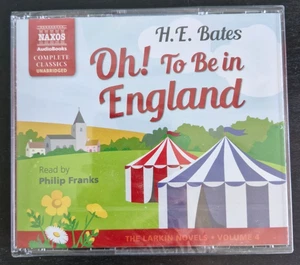 NAXOS
AudioBooks
COMPLETE
CLASSICS
UNABRIDGED
H.E. Bates
Oh! To Be in
England
Read by
Philip Franks
THE LARKIN NOVELS • VOLUME 4